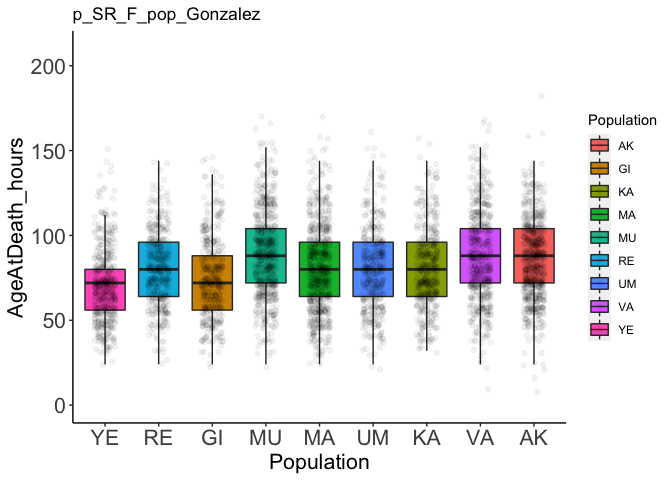 p_SR_F_pop_Gonzalez
200
150
100
50
0
AgeAtDeath_hours
YE RE GI MU MA UM KA VA AK
Population
Population
AK
GI
KA
MA
MU
RE
UM
VA
YE